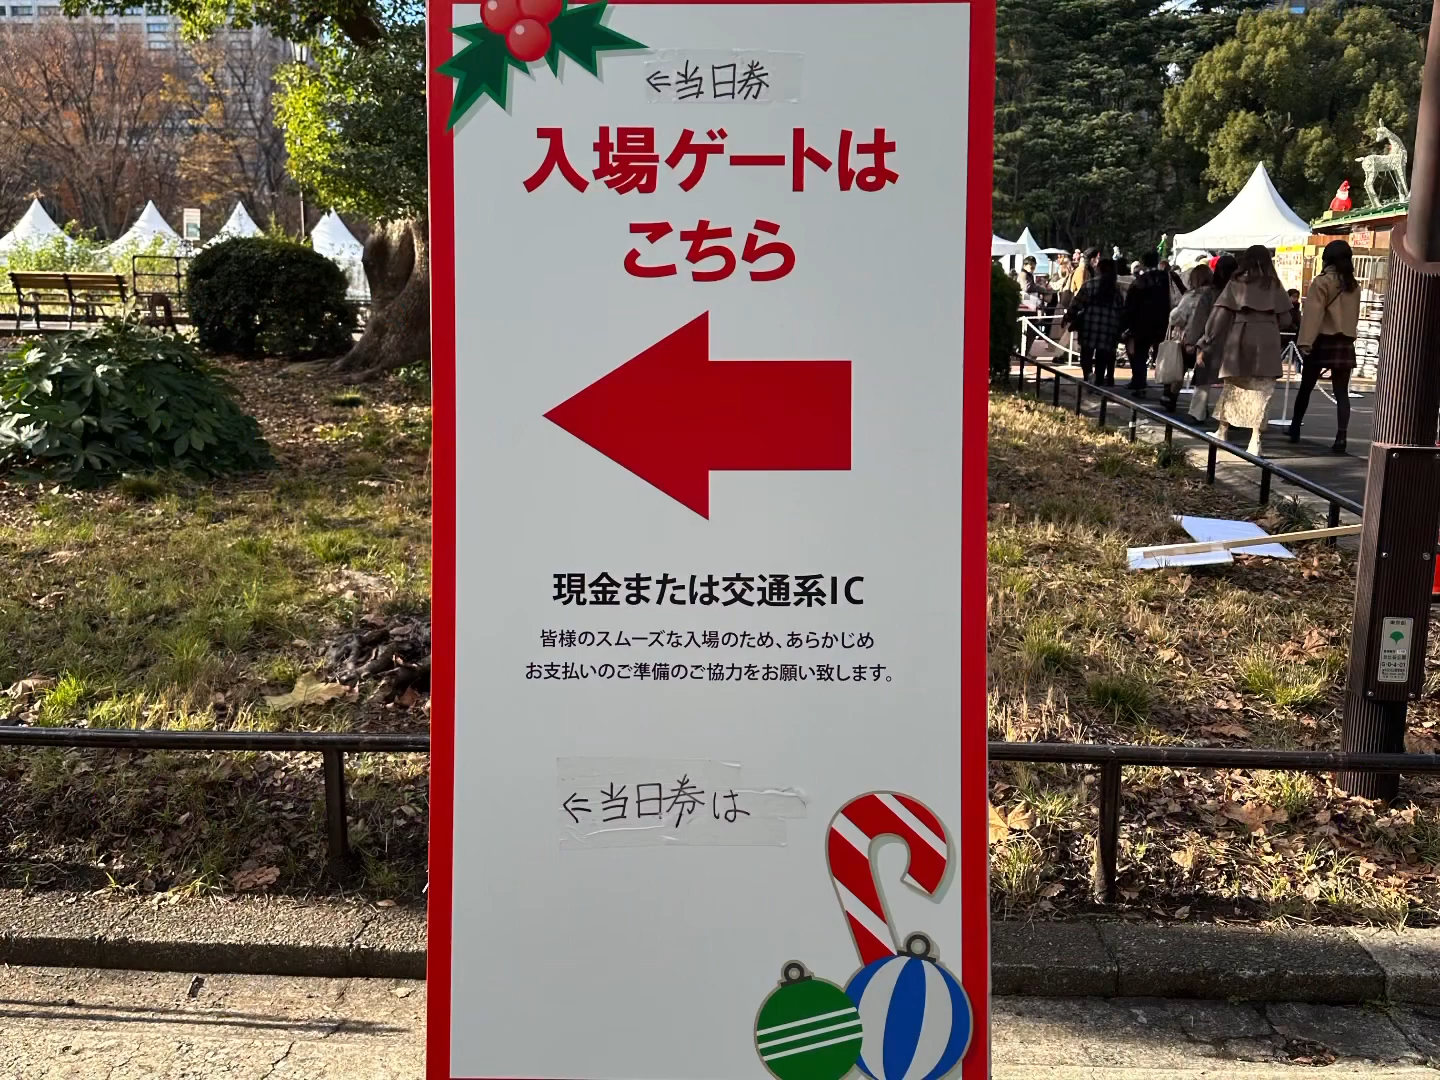 ←当日券
入場ゲートは
こちら
現金または交通系IC
皆様のスムーズな入場のため、あらかじめ
お支払いのご準備のご協力をお願い致します。
←当日券は